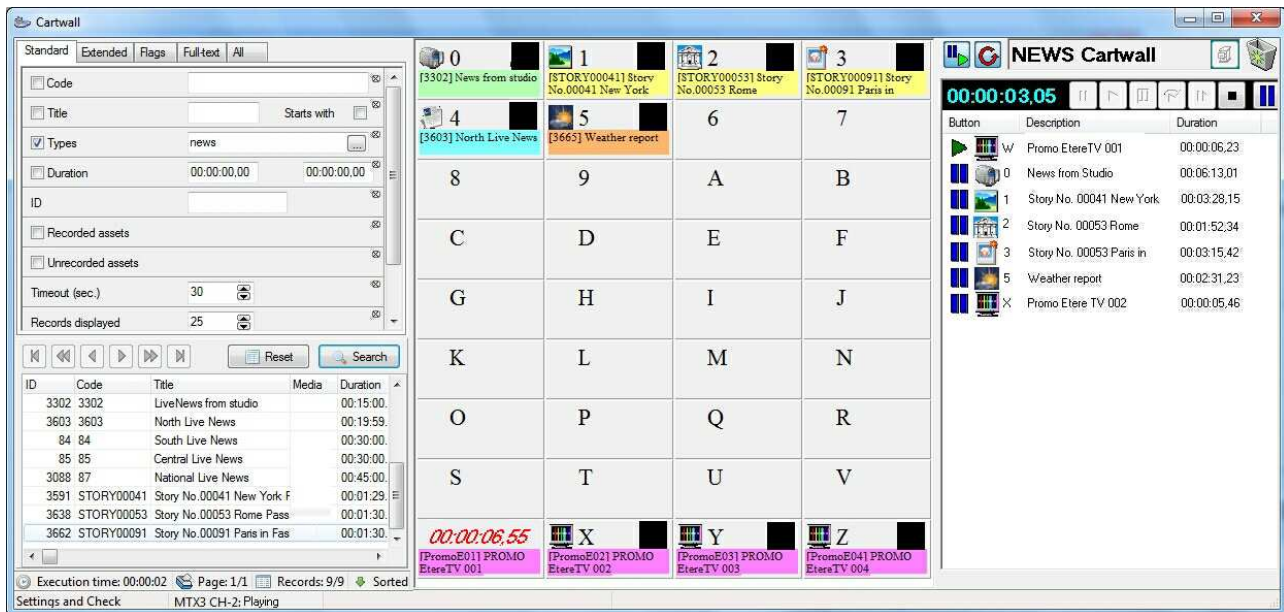 Cartwall
Standard Extended Flags Full-text All
Code
Title Starts with
Types news ...
Duration 00:00:00,00 00:00:00,00
ID
Recorded assets
Unrecorded assets
Timeout (sec.) 30
Records displayed 25
Reset Search
ID Code Title Media Duration
3302 3302 LiveNews from studio 00:15:00.
3603 3603 North Live News 00:19:59.
84 84 South Live News 00:30:00.
85 85 Central Live News 00:30:00.
3088 87 National Live News 00:45:00.
3591 STORY00041 Story No.00041 New York F 00:01:29.
3638 STORY00053 Story No.00053 Rome Pass 00:01:30.
3662 STORY00091 Story No.00091 Paris in Fas 00:01:30.
Execution time: 00:00:02 Page: 1/1 Records: 9/9 Sorted
Settings and Check MTX3 CH-2: Playing
0 1 2 3
[3302] News from studio [STORY00041] Story No.00041 New York [STORY00053] Story No.00053 Rome [STORY00091] Story No.00091 Paris in
4 5 6 7
[3603] North Live News [3665] Weather report
8 9 A B
C D E F
G H I J
K L M N
O P Q R
S T U V
00:00:06,55 X Y Z
[PromoE01] PROMO EtereTV 001 [PromoE02] PROMO EtereTV 002 [PromoE03] PROMO EtereTV 003 [PromoE04] PROMO EtereTV 004
NEWS Cartwall
00:00:03,05
Button Description Duration
W Promo EtereTV 001 00:00:06,23
0 News from Studio 00:06:13,01
1 Story No. 00041 New York 00:03:28,15
2 Story No. 00053 Rome 00:01:52,34
3 Story No. 00053 Paris in 00:03:15,42
5 Weather report 00:02:31,23
X Promo Etere TV 002 00:00:05,46